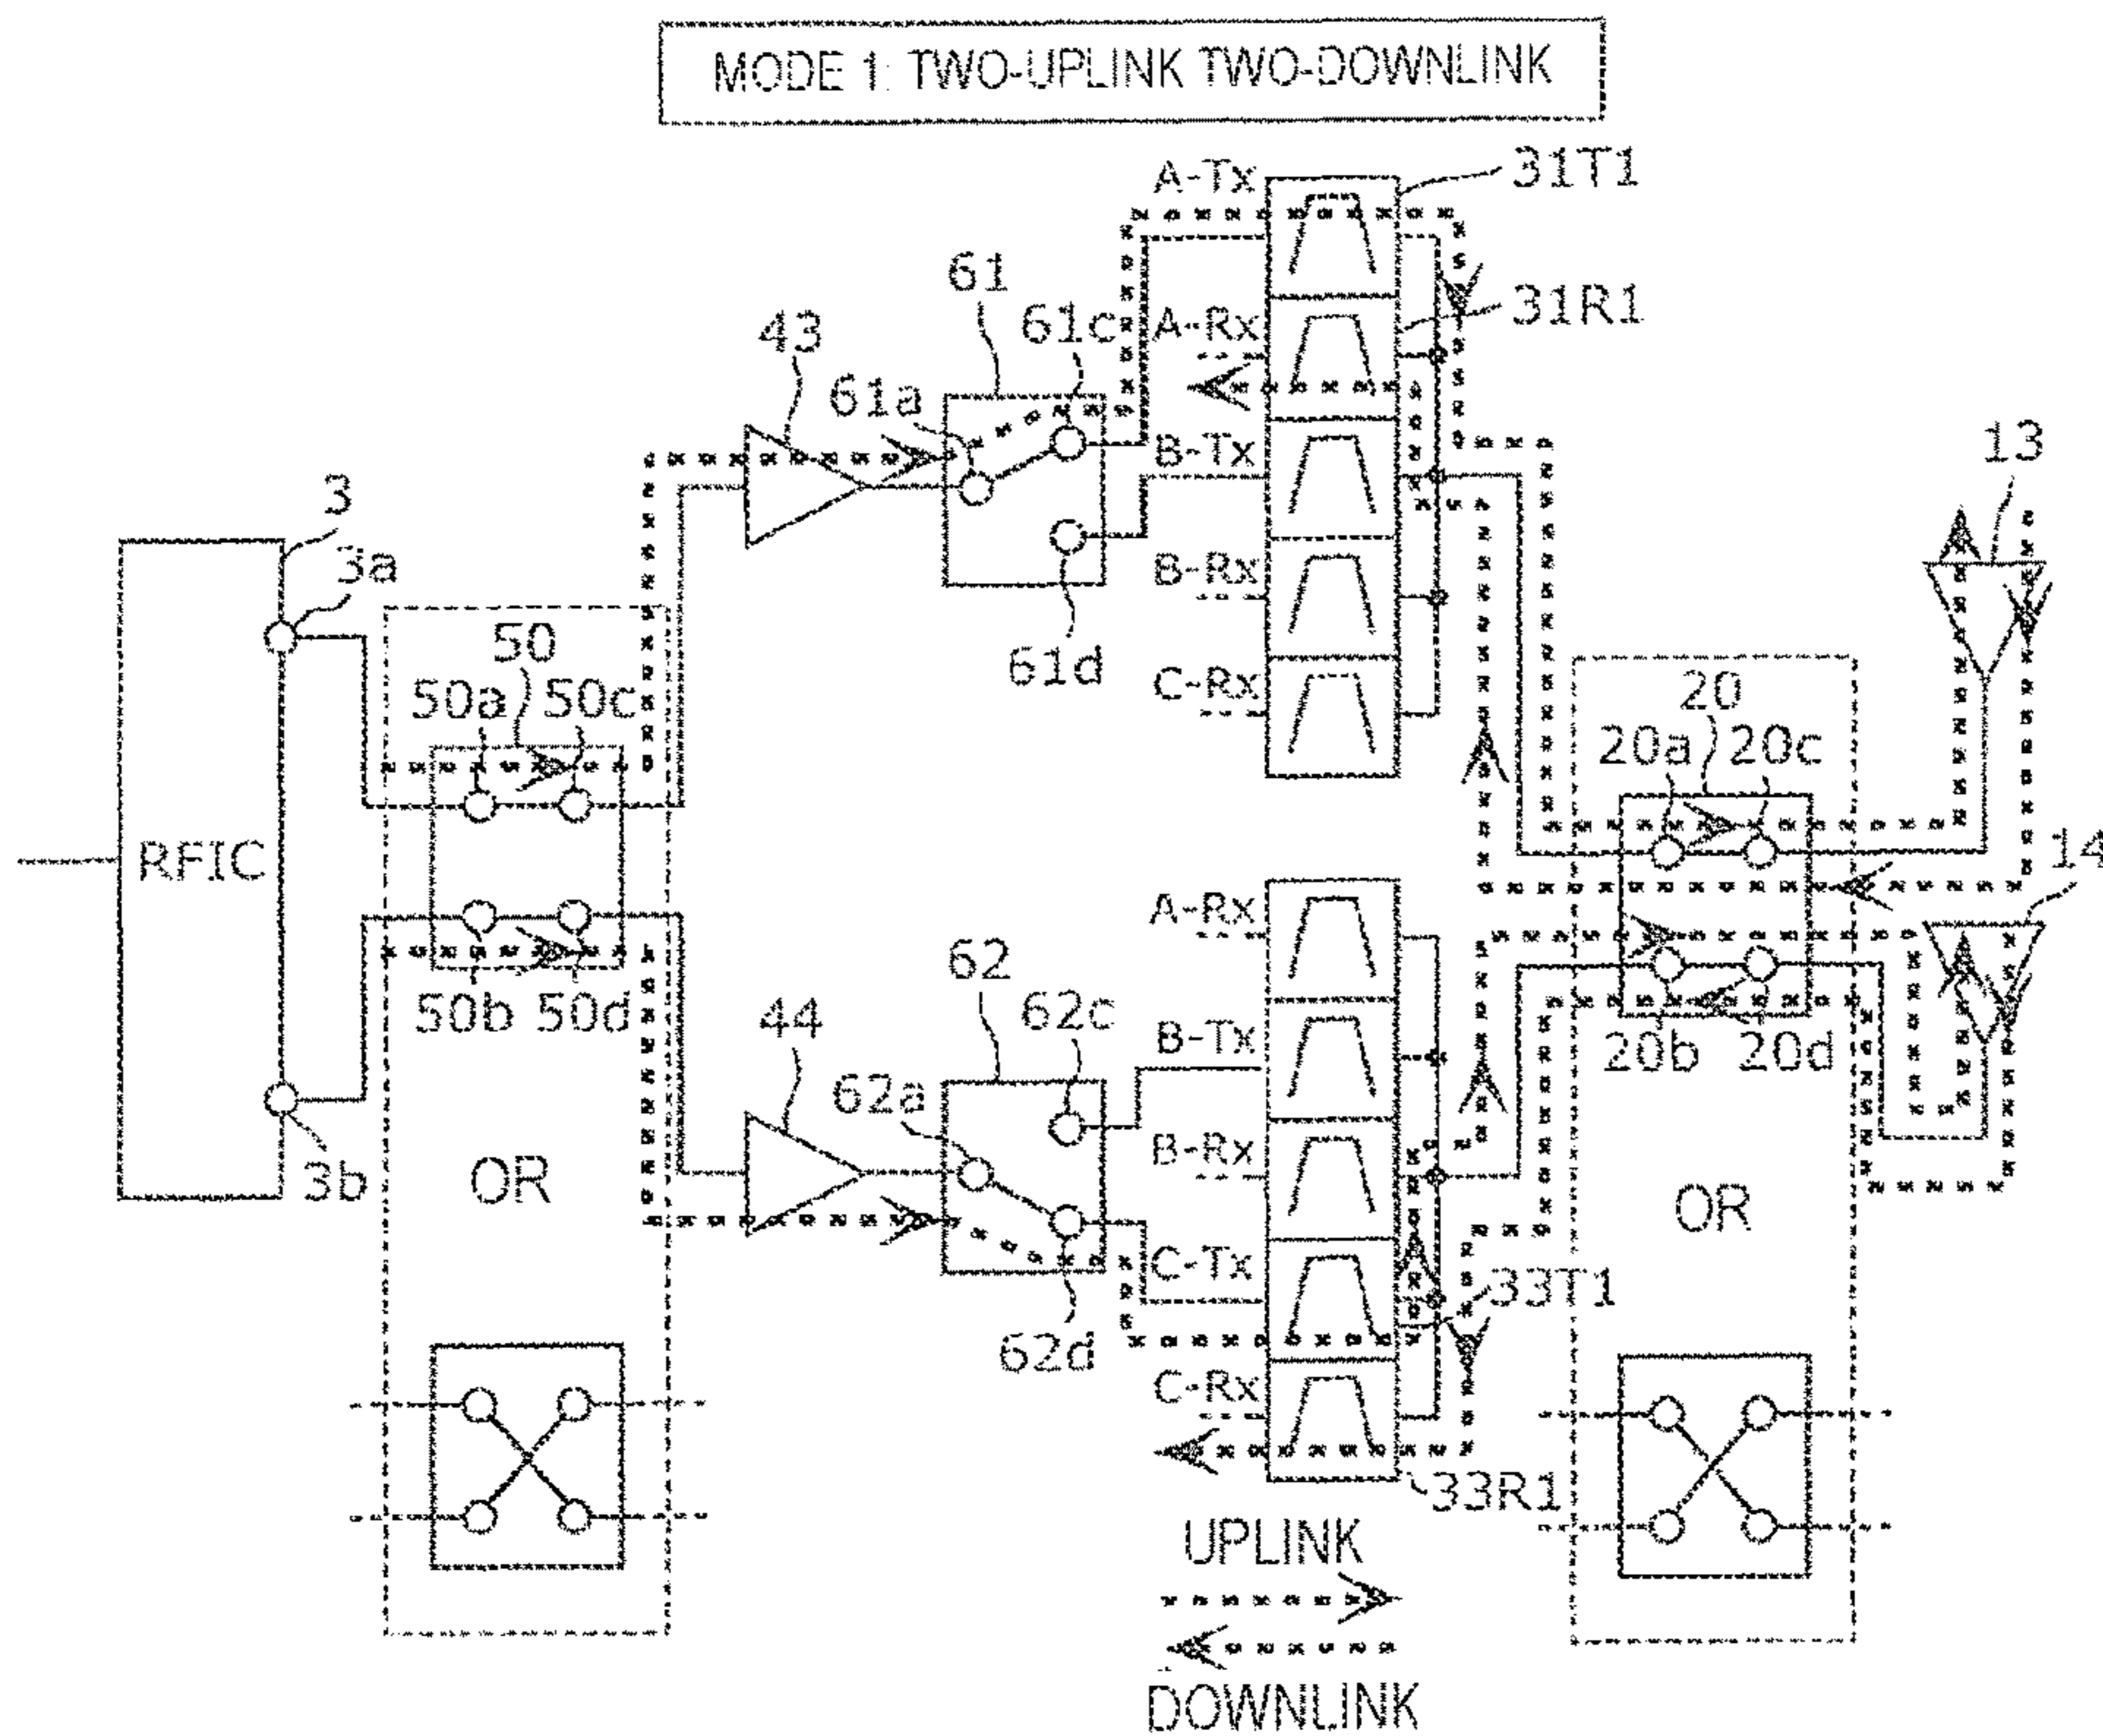 MODE 1: TWO-UPLINK TWO-DOWNLINK
A-Tx
31T1
61
61c
A-Rx
31R1
43
61a
B-Tx
13
3
3a
B-Rx
50
61d
C-Rx
50a
50c
20
20a
20c
RFIC
14
A-Rx
62
50b
50d
44
62c
B-Tx
20b
20d
62a
3b
OR
B-Rx
OR
C-Tx
33T1
62d
C-Rx
33R1
UPLINK
DOWNLINK